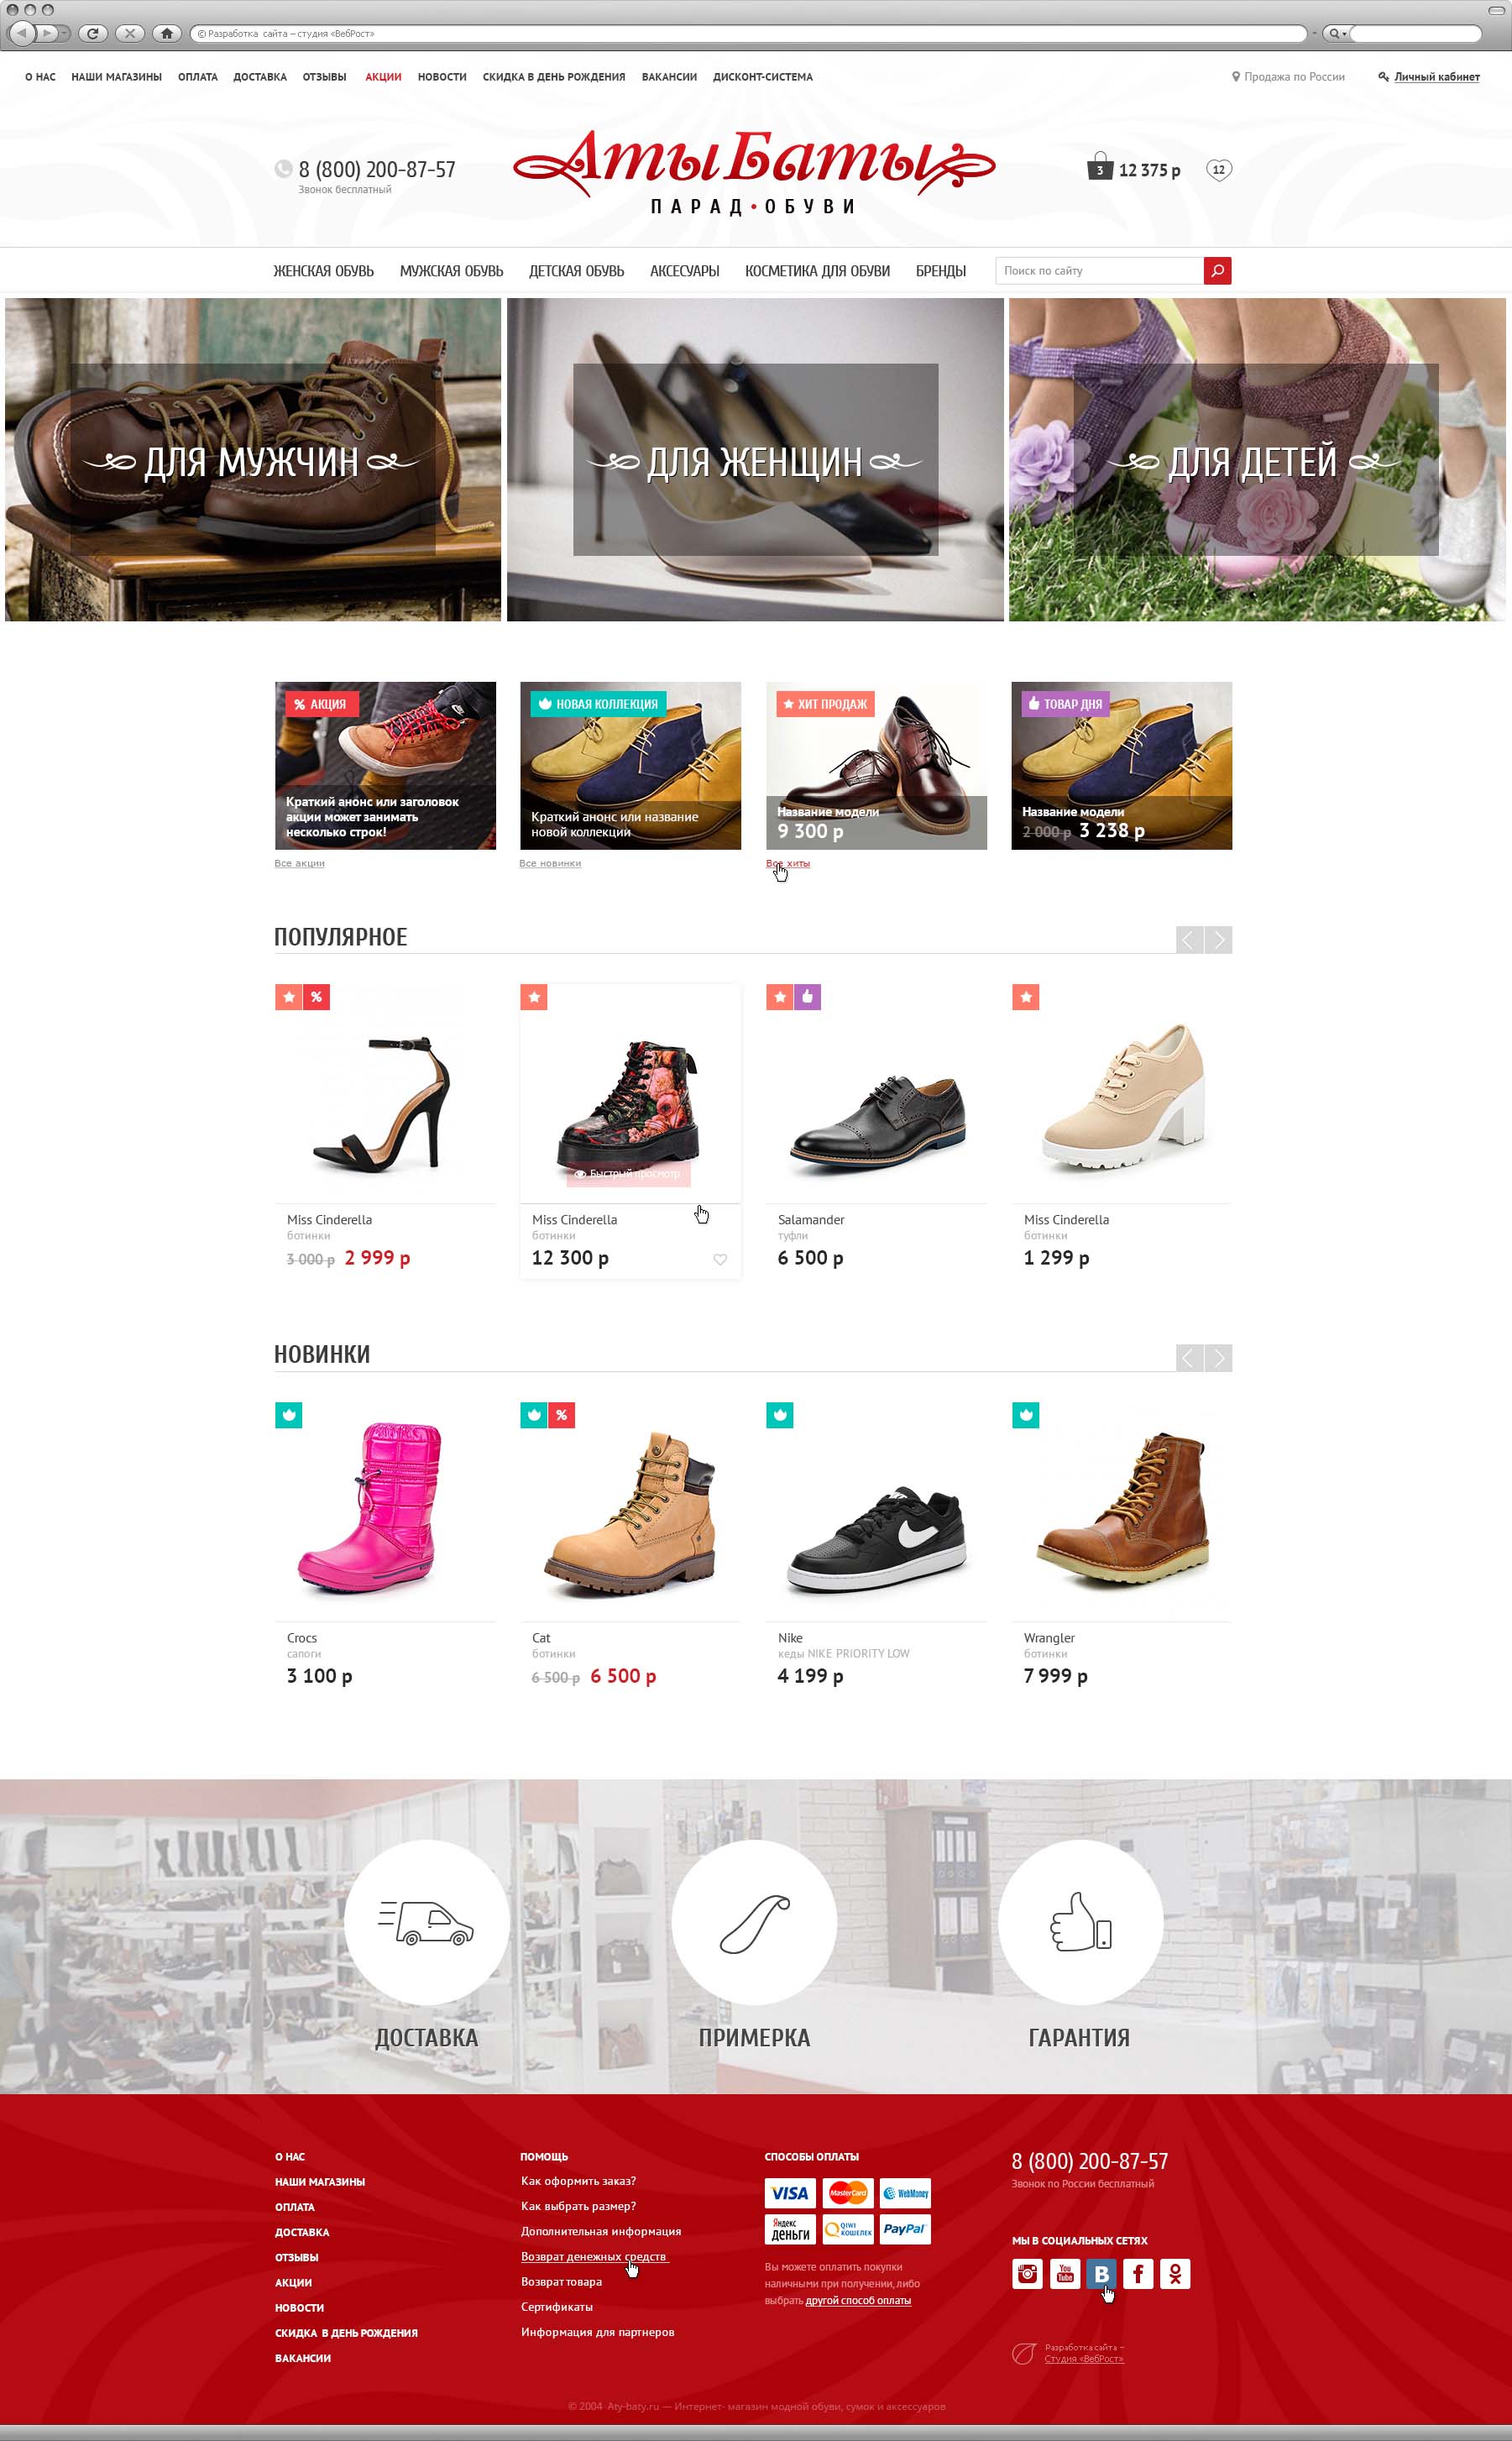 © Разработка сайта – студия «ВебРост»
О НАС НАШИ МАГАЗИНЫ ОПЛАТА ДОСТАВКА ОТЗЫВЫ АКЦИИ НОВОСТИ СКИДКА В ДЕНЬ РОЖДЕНИЯ ВАКАНСИИ ДИСКОНТ-СИСТЕМА Продажа по России Личный кабинет
8 (800) 200-87-57
Звонок бесплатный
АтыБаты
ПАРАД•ОБУВИ
3 12 375 р 12
ЖЕНСКАЯ ОБУВЬ МУЖСКАЯ ОБУВЬ ДЕТСКАЯ ОБУВЬ АКСЕСУАРЫ КОСМЕТИКА ДЛЯ ОБУВИ БРЕНДЫ Поиск по сайту
ДЛЯ МУЖЧИН ДЛЯ ЖЕНЩИН ДЛЯ ДЕТЕЙ
% АКЦИЯ
Краткий анонс или заголовок
акции может занимать
несколько строк!
Все акции
НОВАЯ КОЛЛЕКЦИЯ
Краткий анонс или название
новой коллекции
Все новинки
ХИТ ПРОДАЖ
Название модели
9 300 р
Все хиты
ТОВАР ДНЯ
Название модели
2 000 р 3 238 р
ПОПУЛЯРНОЕ
%
Miss Cinderella
ботинки
3 000 р 2 999 р
Быстрый просмотр
Miss Cinderella
ботинки
12 300 р
Salamander
туфли
6 500 р
Miss Cinderella
ботинки
1 299 р
НОВИНКИ
Crocs
сапоги
3 100 р
%
Cat
ботинки
6 500 р 6 500 р
Nike
кеды NIKE PRIORITY LOW
4 199 р
Wrangler
ботинки
7 999 р
ДОСТАВКА ПРИМЕРКА ГАРАНТИЯ
О НАС
НАШИ МАГАЗИНЫ
ОПЛАТА
ДОСТАВКА
ОТЗЫВЫ
АКЦИИ
НОВОСТИ
СКИДКА В ДЕНЬ РОЖДЕНИЯ
ВАКАНСИИ
ПОМОЩЬ
Как оформить заказ?
Как выбрать размер?
Дополнительная информация
Возврат денежных средств
Возврат товара
Сертификаты
Информация для партнеров
СПОСОБЫ ОПЛАТЫ
VISA MasterCard WebMoney
Яндекс деньги QIWI КОШЕЛЕК PayPal
Вы можете оплатить покупки
наличными при получении, либо
выбрать другой способ оплаты
8 (800) 200-87-57
Звонок по России бесплатный
МЫ В СОЦИАЛЬНЫХ СЕТЯХ
You Tube В f
Разработка сайта –
Студия «ВебРост»
© 2004 Aty-baty.ru — Интернет- магазин модной обуви, сумок и аксессуаров